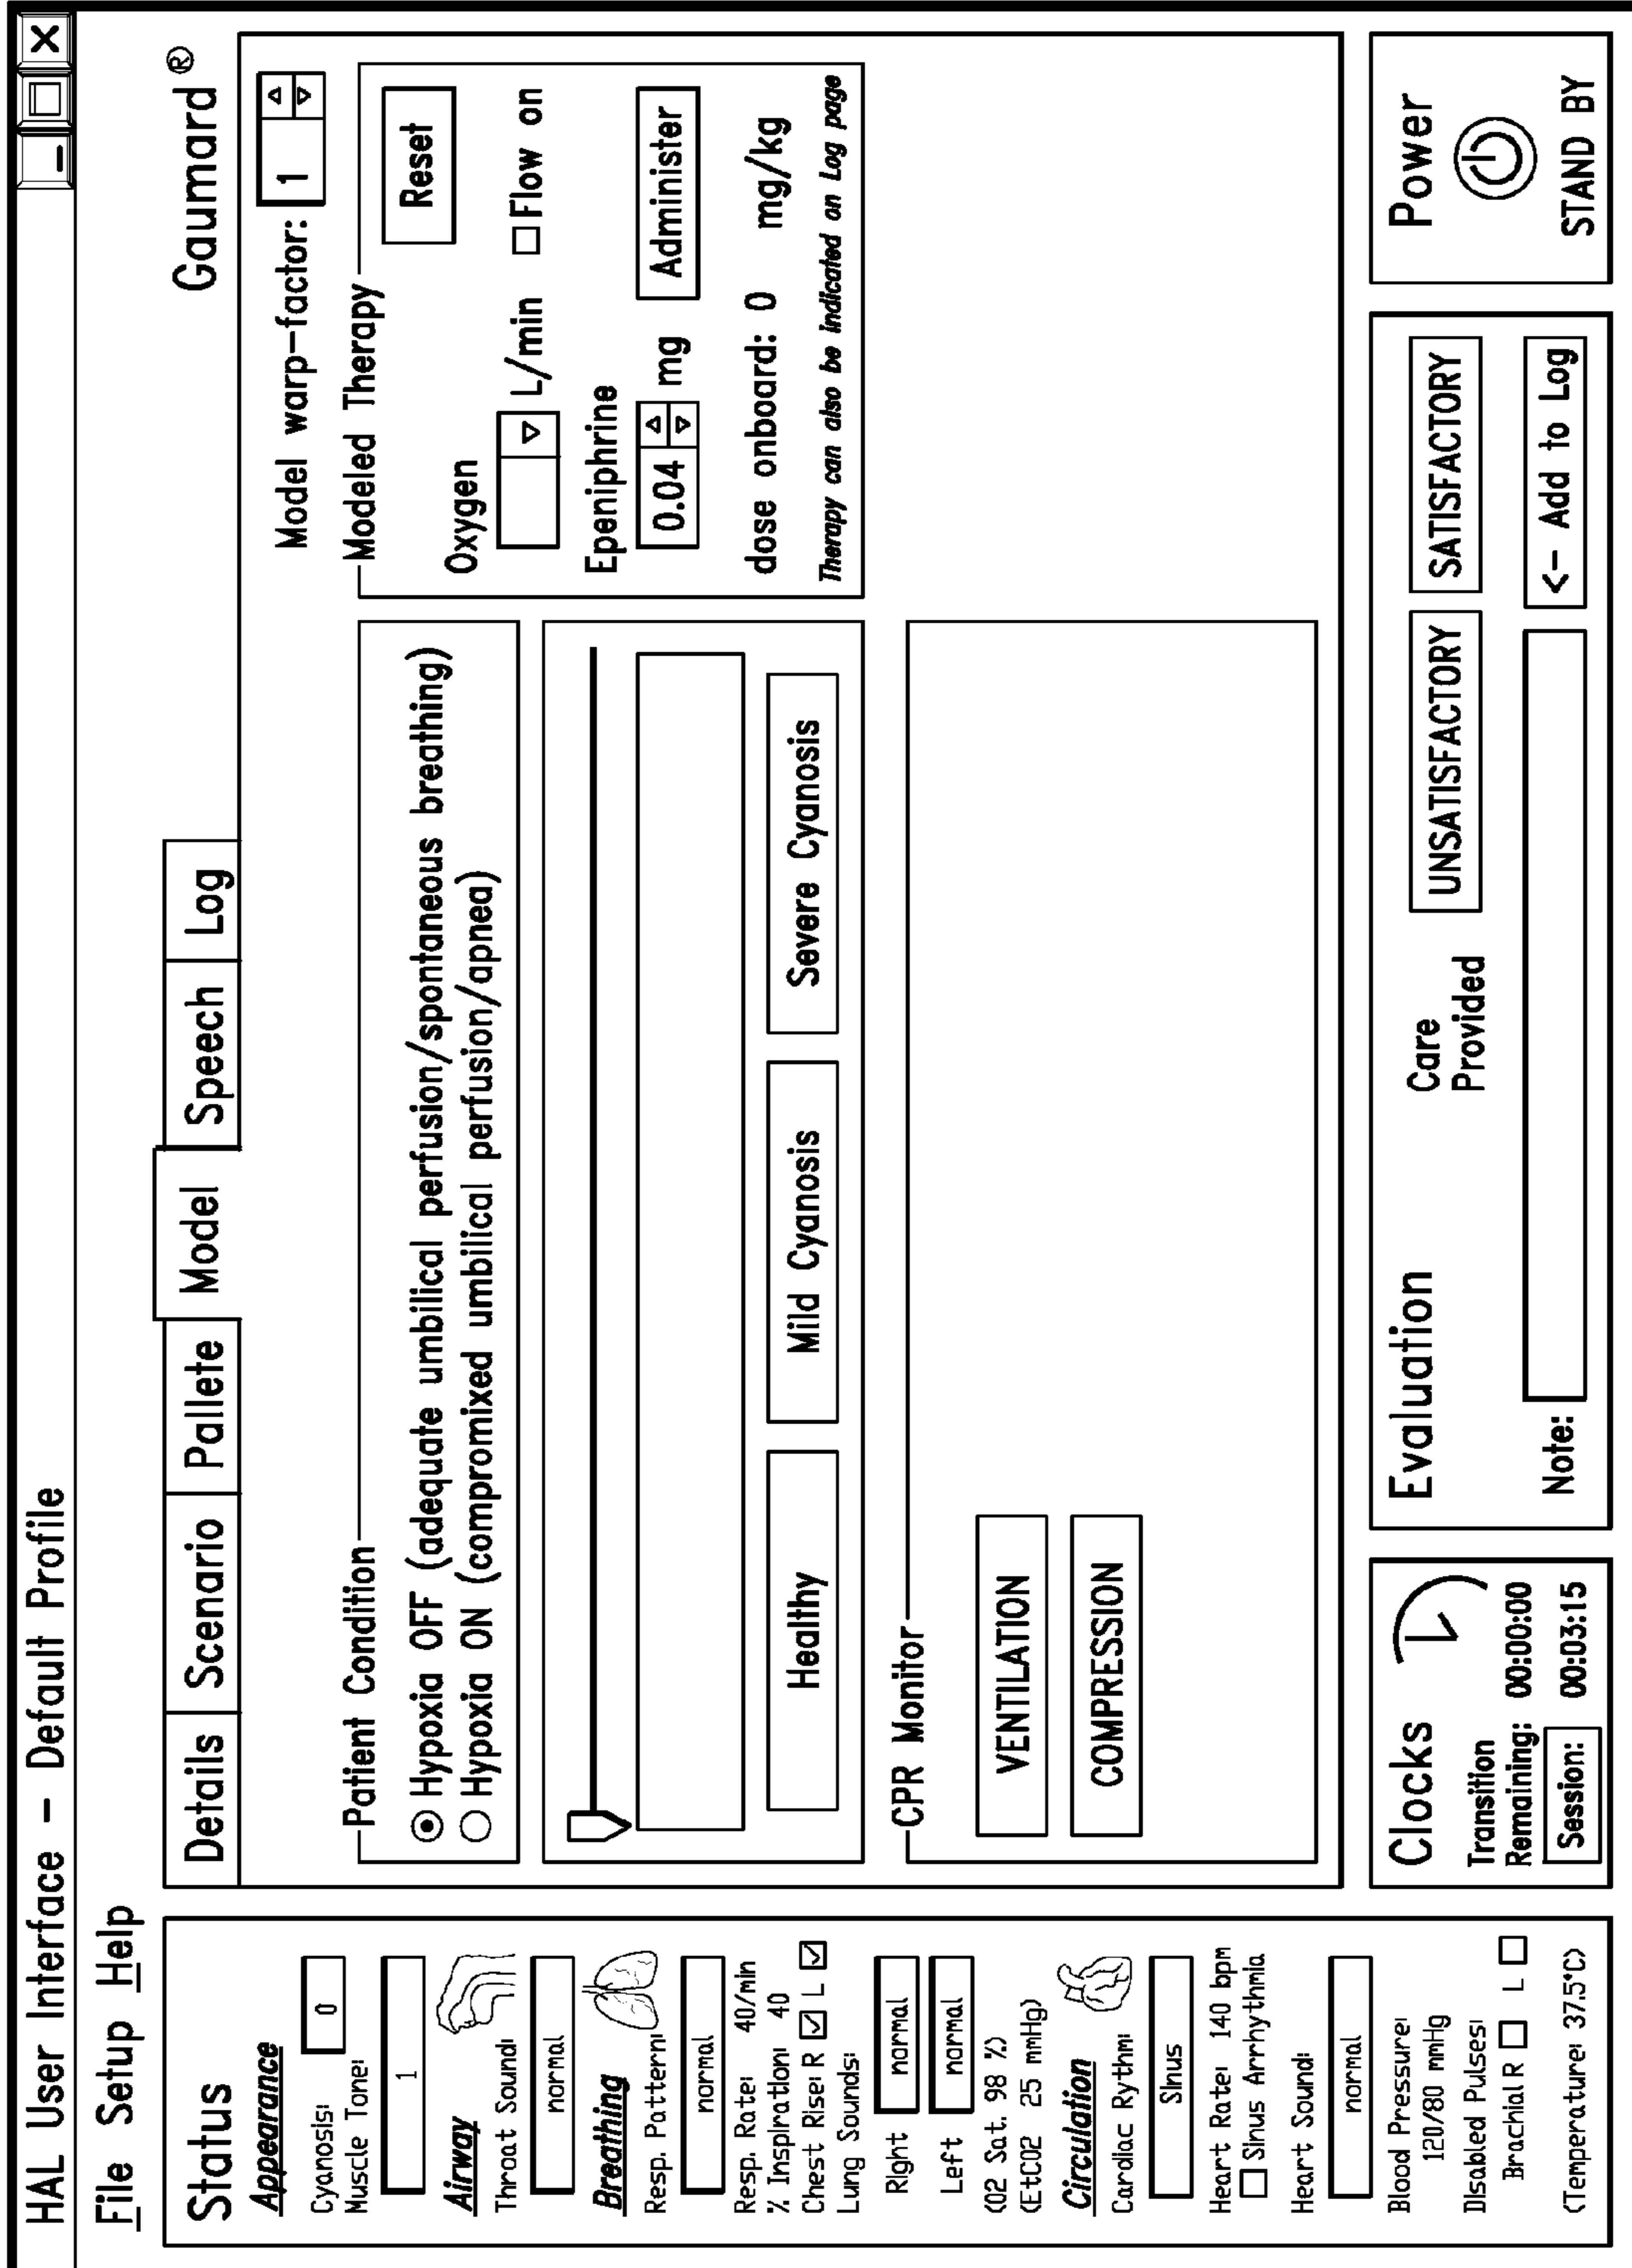 HAL User Interface - Default Profile
File Setup Help
Gaumard ®
Status
Appearance
Cyanosis: 0
Muscle Tone:
1
Airway
Throat Sound:
normal
Breathing
Resp. Pattern:
normal
Resp. Rate: 40/min
% Inspiration: 40
Chest Rise: R L
Lung Sounds:
Right normal
Left normal
(O2 Sat. 98 %)
(EtCO2 25 mmHg)
Circulation
Cardiac Rythm:
Sinus
Heart Rate: 140 bpm
Sinus Arrhythmia
Heart Sound:
normal
Blood Pressure:
120/80 mmHg
Disabled Pulses:
Brachial R L
(Temperature: 37.5°C)
Details Scenario Pallete Model Speech Log
Model warp-factor: 1
Patient Condition
Hypoxia OFF (adequate umbilical perfusion/spontaneous breathing)
Hypoxia ON (compromixed umbilical perfusion/apnea)
Healthy Mild Cyanosis Severe Cyanosis
Modeled Therapy
Reset
Oxygen
L/min Flow on
Epeniphrine
0.04 mg Administer
dose onboard: 0 mg/kg
Therapy can also be indicated on Log page
CPR Monitor
VENTILATION
COMPRESSION
Clocks
Transition
Remaining: 00:00:00
Session: 00:03:15
Evaluation
Care
Provided
UNSATISFACTORY SATISFACTORY
Note: <- Add to Log
Power
STAND BY